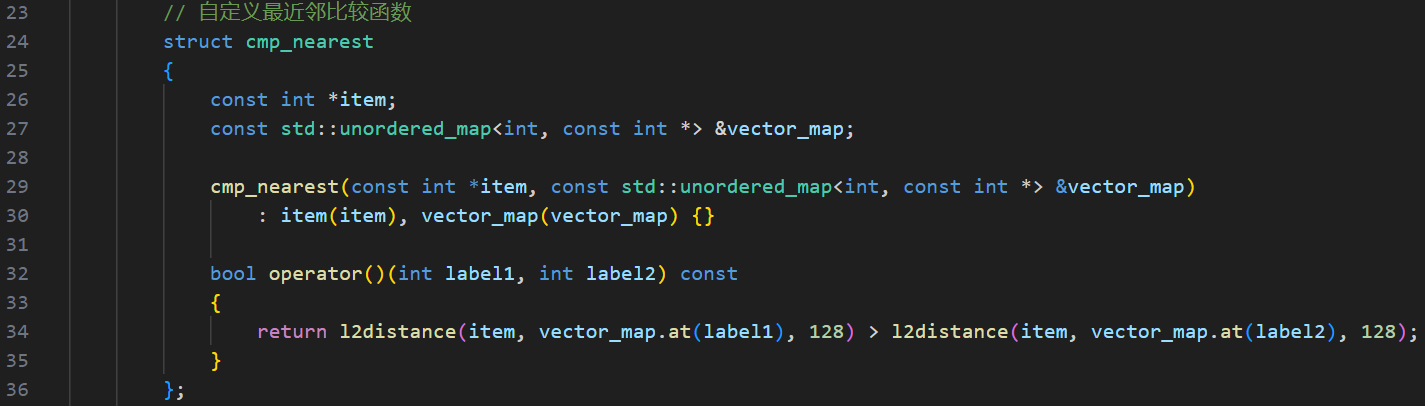 23 // 自定义最近邻比较函数
24 struct cmp_nearest
25 {
26 const int *item;
27 const std::unordered_map<int, const int *> &vector_map;
28
29 cmp_nearest(const int *item, const std::unordered_map<int, const int *> &vector_map)
30 : item(item), vector_map(vector_map) {}
31
32 bool operator()(int label1, int label2) const
33 {
34 return l2distance(item, vector_map.at(label1), 128) > l2distance(item, vector_map.at(label2), 128);
35 }
36 };